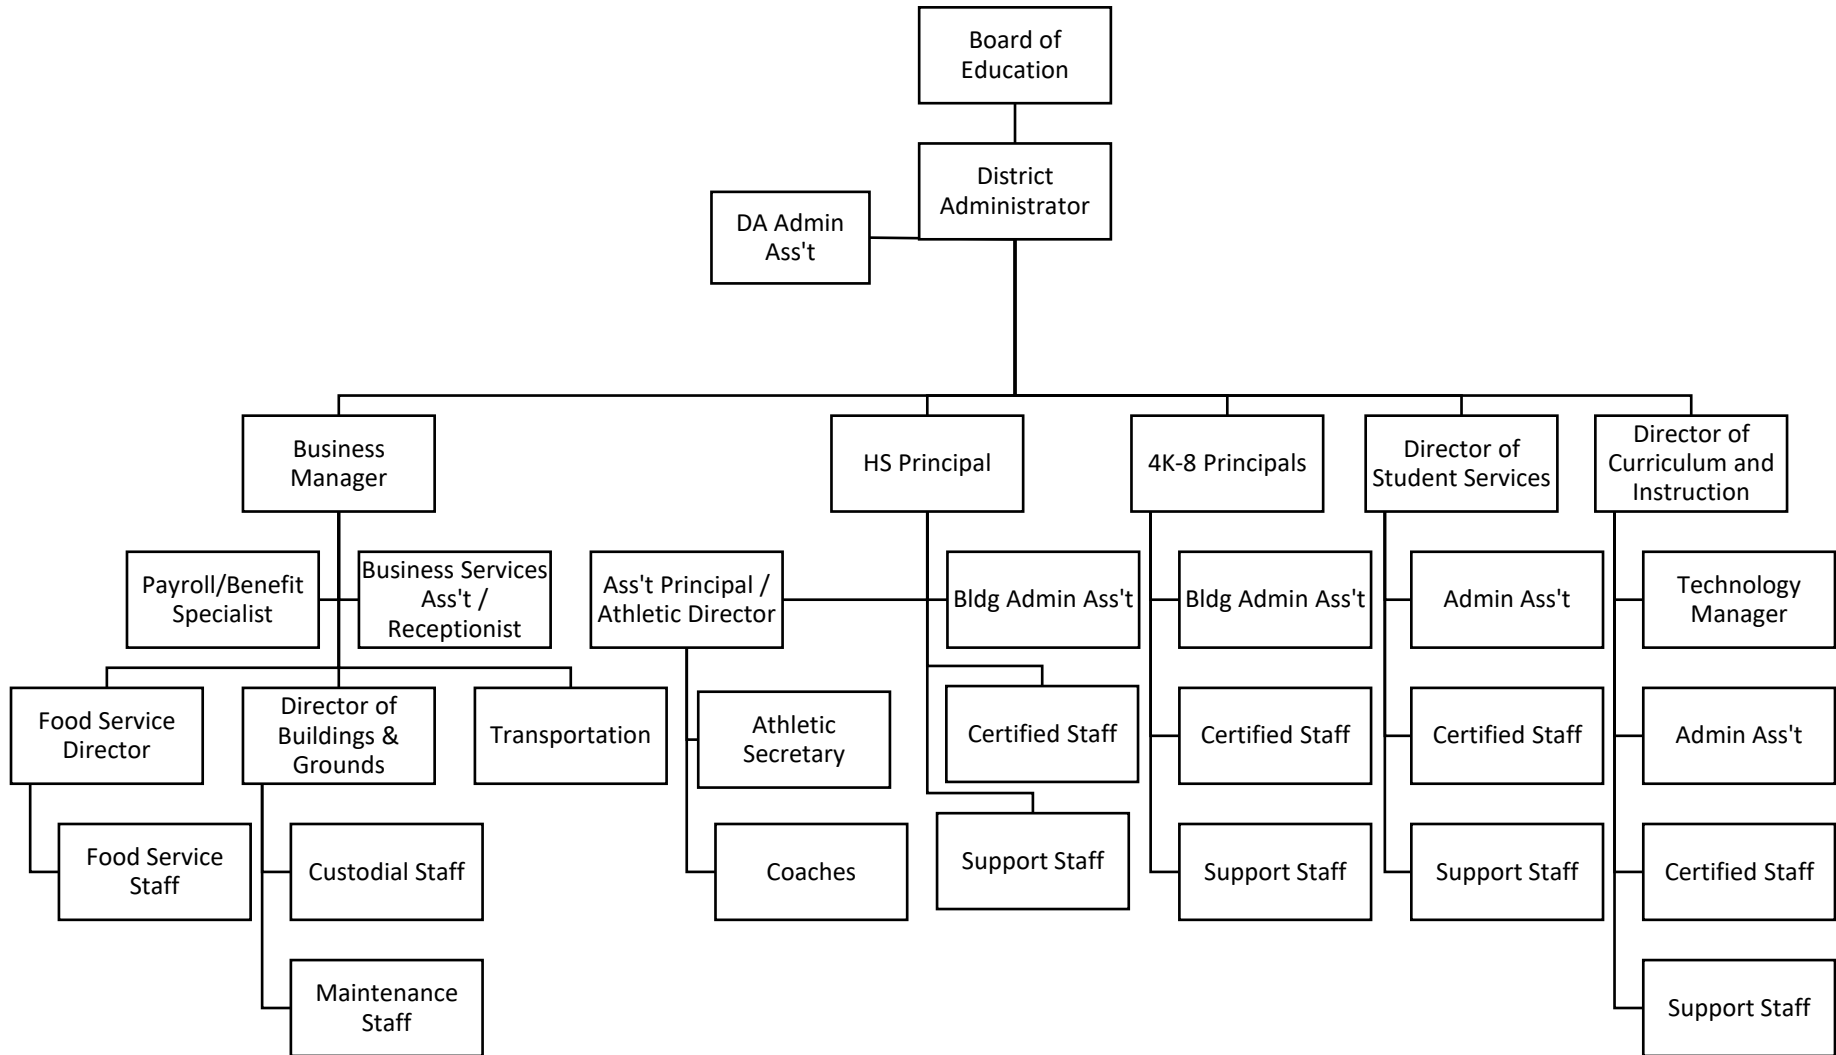 Board of
Education
District
Administrator
DA Admin
Ass't
Business
Manager
HS Principal
4K-8 Principals
Director of
Student Services
Director of
Curriculum and
Instruction
Payroll/Benefit
Specialist
Business Services
Ass't /
Receptionist
Ass't Principal /
Athletic Director
Bldg Admin Ass't
Bldg Admin Ass't
Admin Ass't
Technology
Manager
Food Service
Director
Director of
Buildings &
Grounds
Transportation
Athletic
Secretary
Certified Staff
Certified Staff
Certified Staff
Admin Ass't
Food Service
Staff
Custodial Staff
Coaches
Support Staff
Support Staff
Support Staff
Certified Staff
Maintenance
Staff
Support Staff